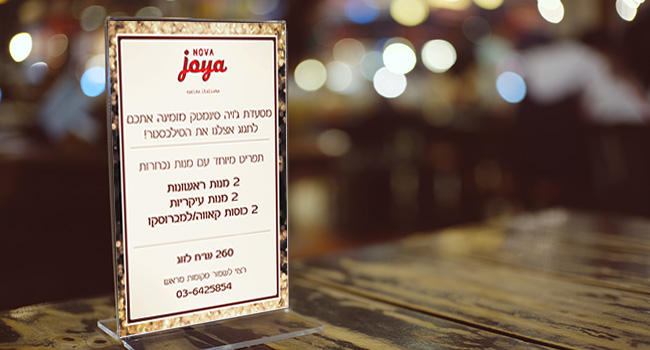 NOVA
joya
cucina italiana
מסעדת ג'ויה סינמטק מזמינה אתכם
לחגוג אצלנו את הסילבסטר!
תפריט מיוחד עם מנות נבחרות
2 מנות ראשונות
2 מנות עיקריות
2 כוסות קאווה/למברוסקו
260 ש״ח לזוג
רצוי לשמור מקומות מראש
03-6425854